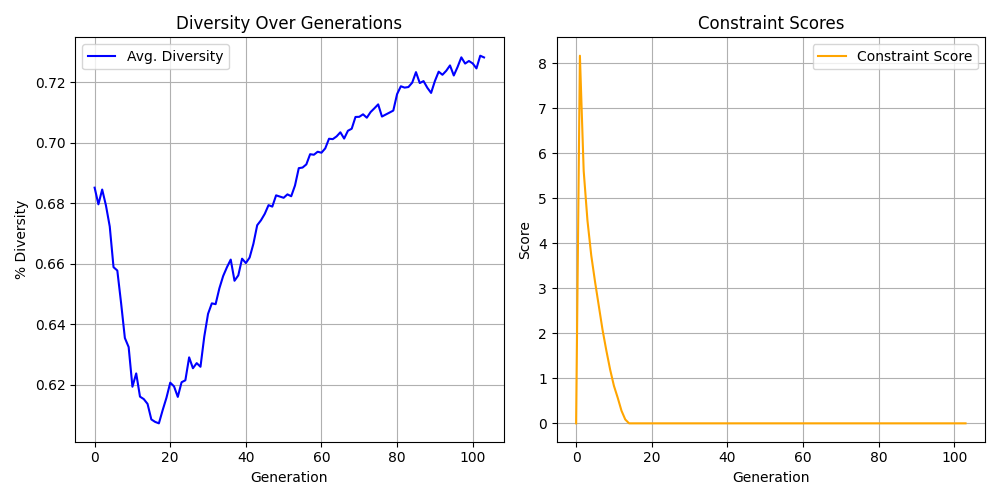 Diversity Over Generations
Avg. Diversity
% Diversity
0.72
0.70
0.68
0.66
0.64
0.62
0 20 40 60 80 100
Generation
Constraint Scores
Constraint Score
Score
8
7
6
5
4
3
2
1
0
0 20 40 60 80 100
Generation